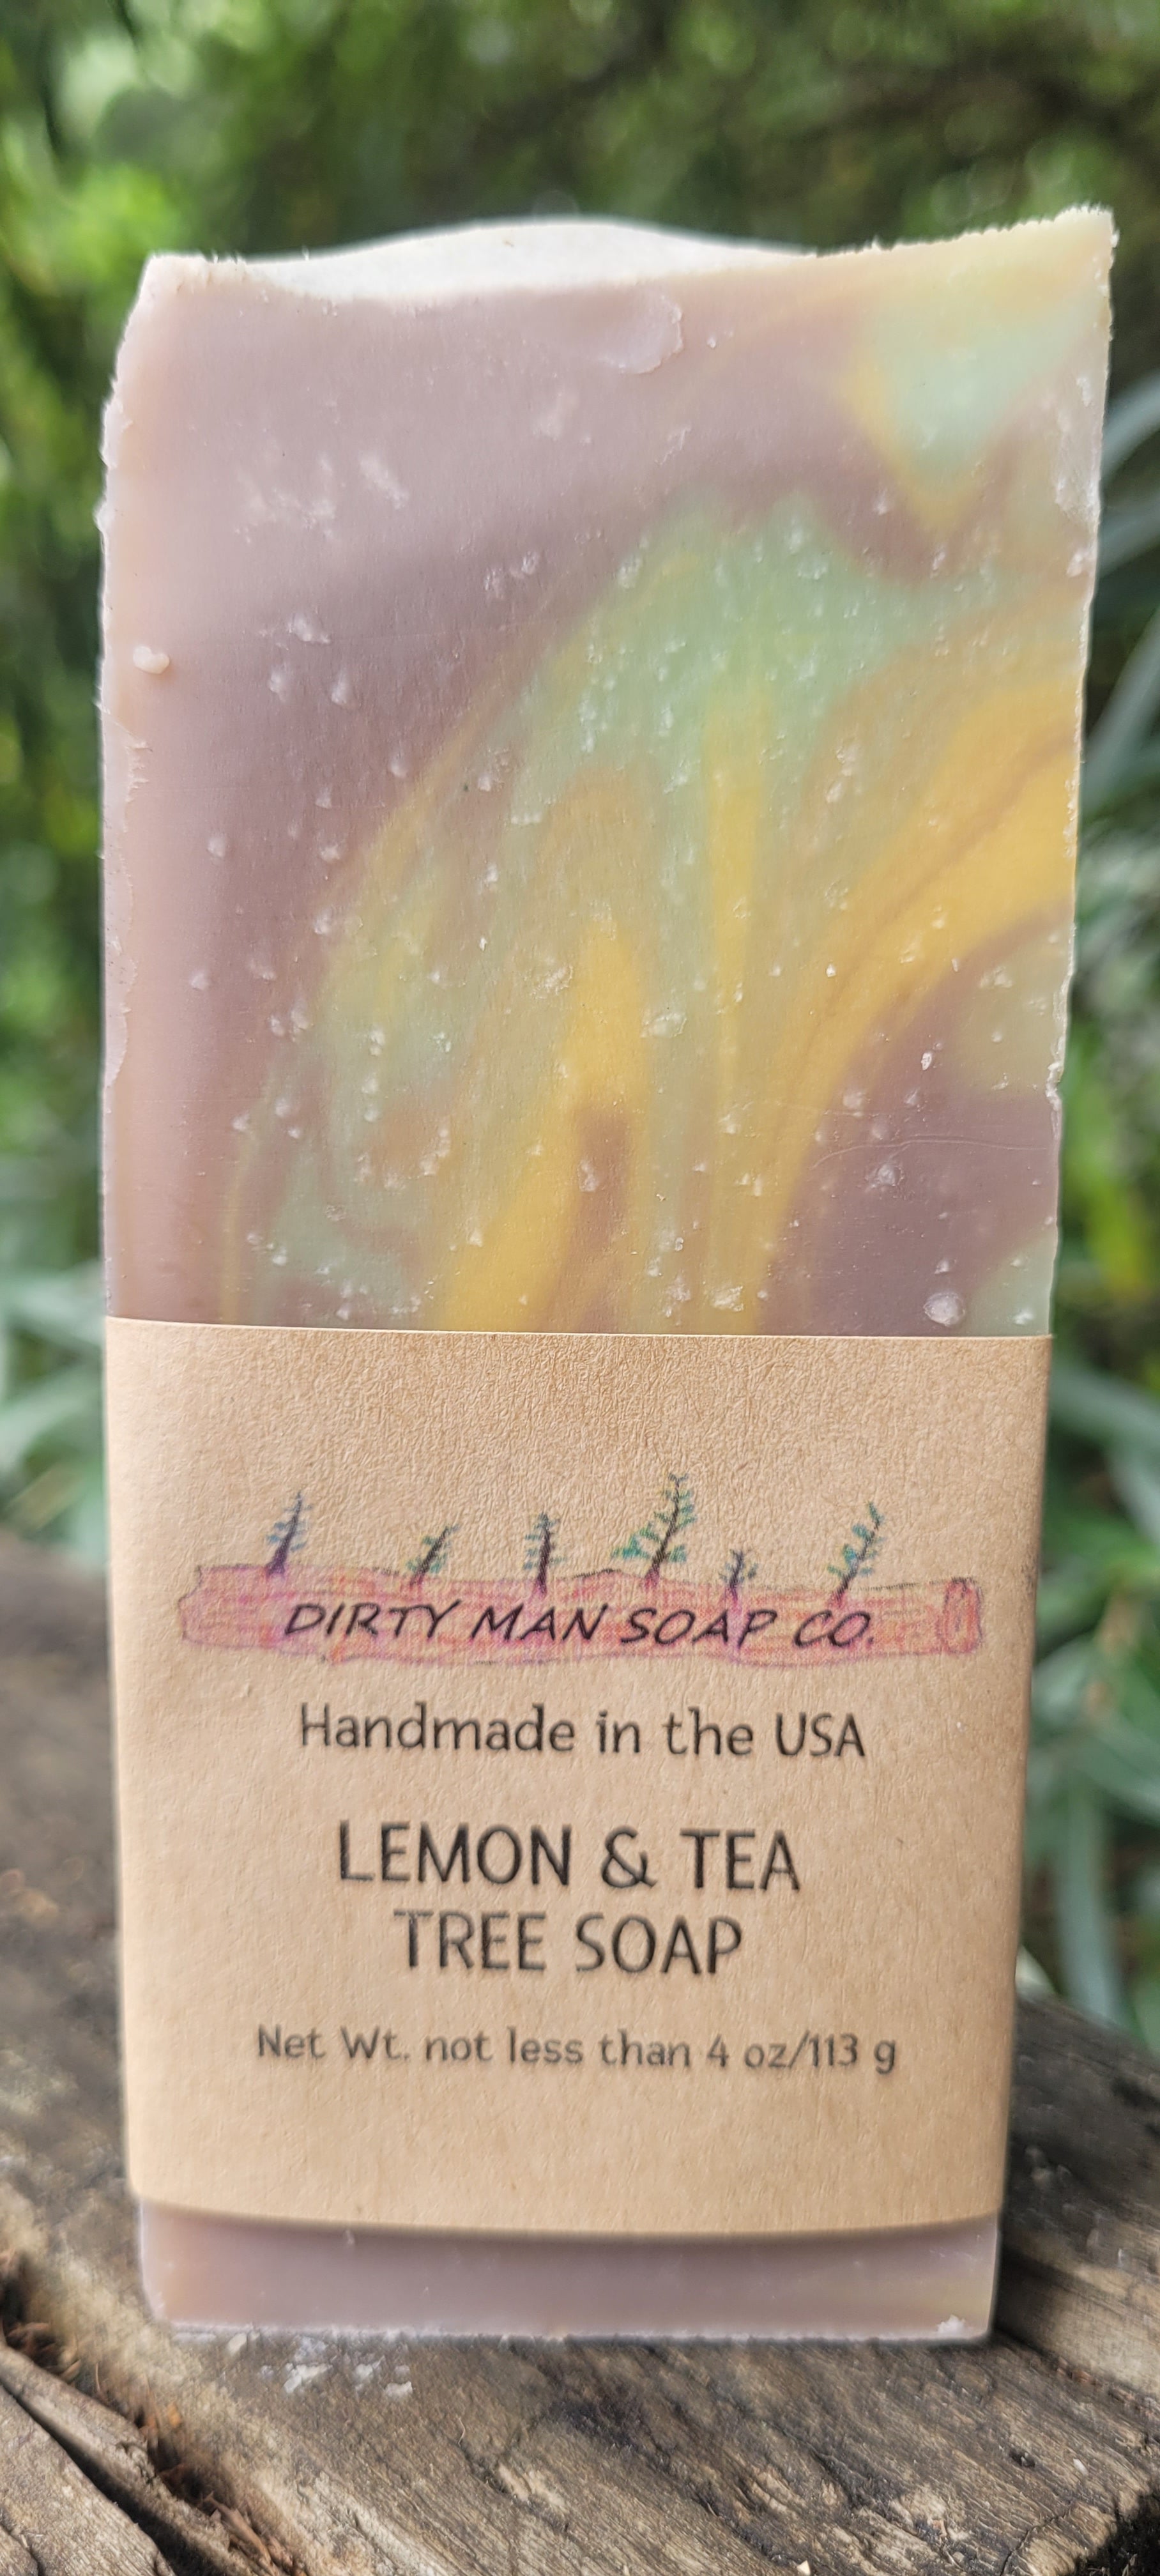 DIRTY MAN SOAP CO.
Handmade in the USA
LEMON & TEA
TREE SOAP
Net Wt. not less than 4 oz/113 g